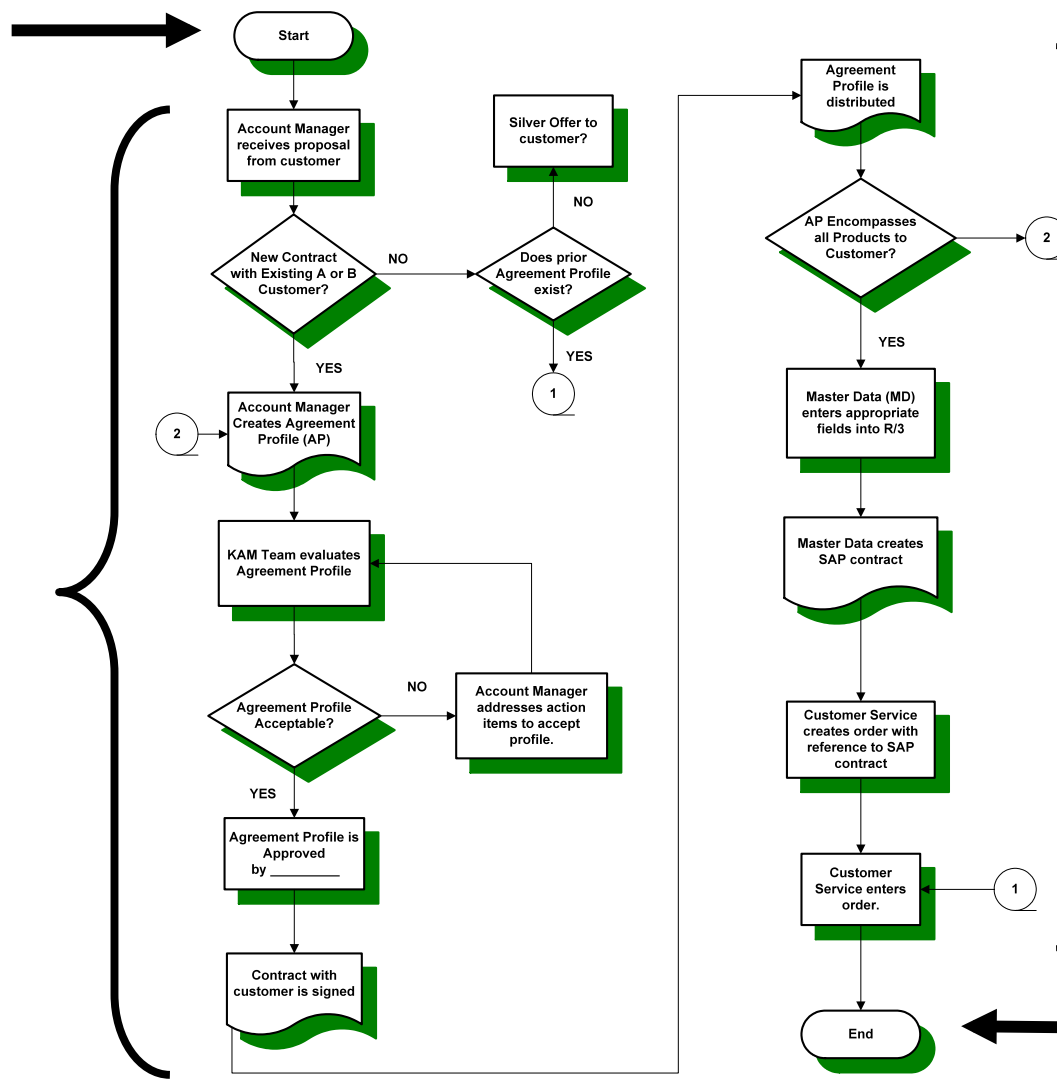 Start
Account Manager
receives proposal
from customer
New Contract
with Existing A or B
Customer?
NO
YES
Does prior
Agreement Profile
exist?
NO
Silver Offer to
customer?
YES
1
2
Account Manager
Creates Agreement
Profile (AP)
KAM Team evaluates
Agreement Profile
Agreement Profile
Acceptable?
NO
Account Manager
addresses action
items to accept
profile.
YES
Agreement Profile is
Approved
by __________
Contract with
customer is signed
Agreement
Profile is
distributed
AP Encompasses
all Products to
Customer?
2
YES
Master Data (MD)
enters appropriate
fields into R/3
Master Data creates
SAP contract
Customer Service
creates order with
reference to SAP
contract
Customer
Service enters
order.
1
End